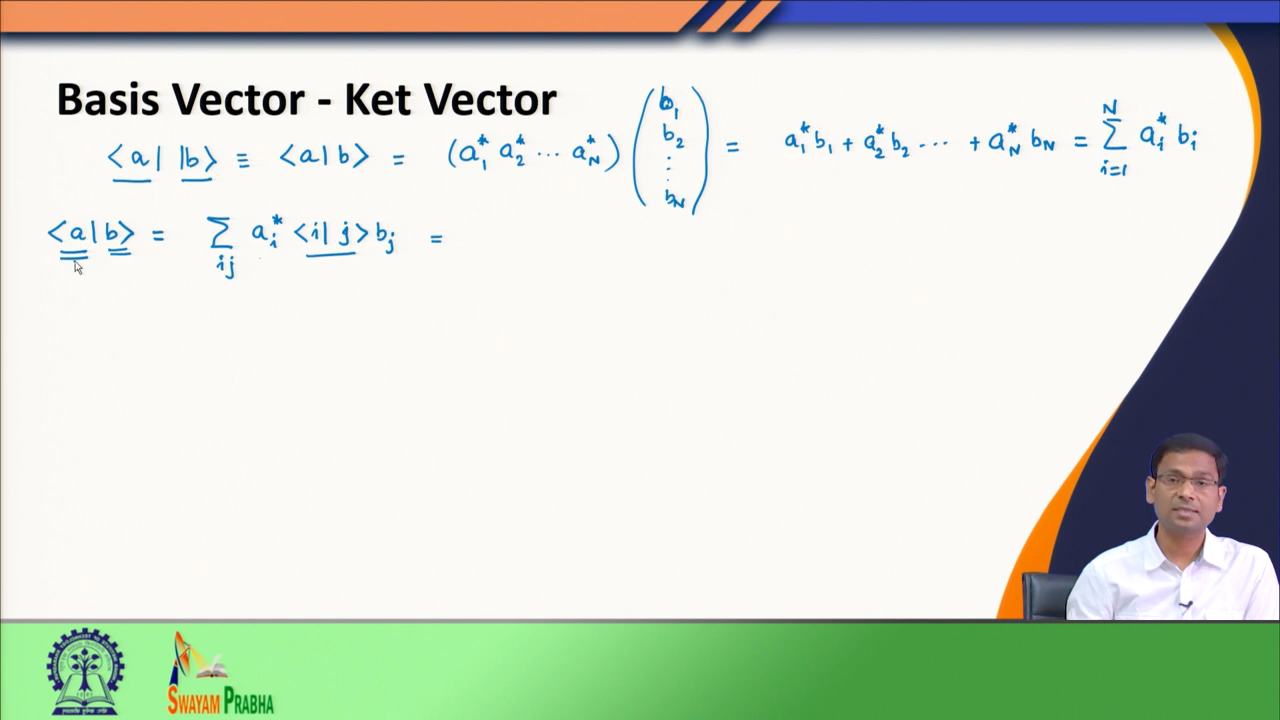 Basis Vector - Ket Vector
<a| |b> ≡ <a|b> = (a₁* a₂* ... a_N*) (b₁ b₂ : : b_N) = a₁* b₁ + a₂* b₂ ... + a_N* b_N = ∑_{i=1}^{N} a_i* b_i
<a|b> = ∑_{ij} a_i* <i|j> b_j =
SWAYAM PRABHA